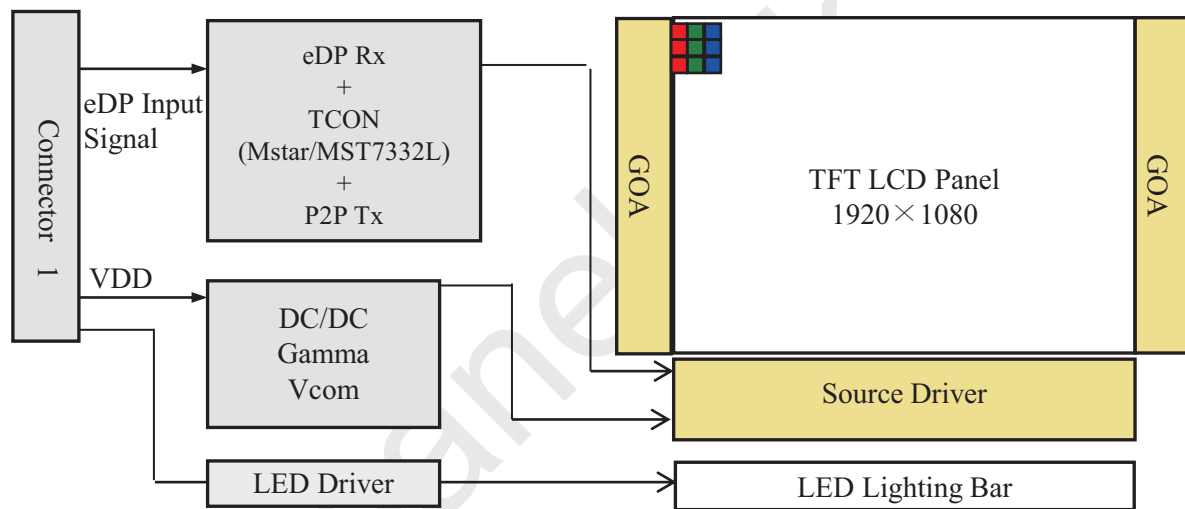 Connector 1
eDP Input
Signal
VDD
eDP Rx
+
TCON
(Mstar/MST7332L)
+
P2P Tx
DC/DC
Gamma
Vcom
LED Driver
GOA
TFT LCD Panel
1920×1080
GOA
Source Driver
LED Lighting Bar